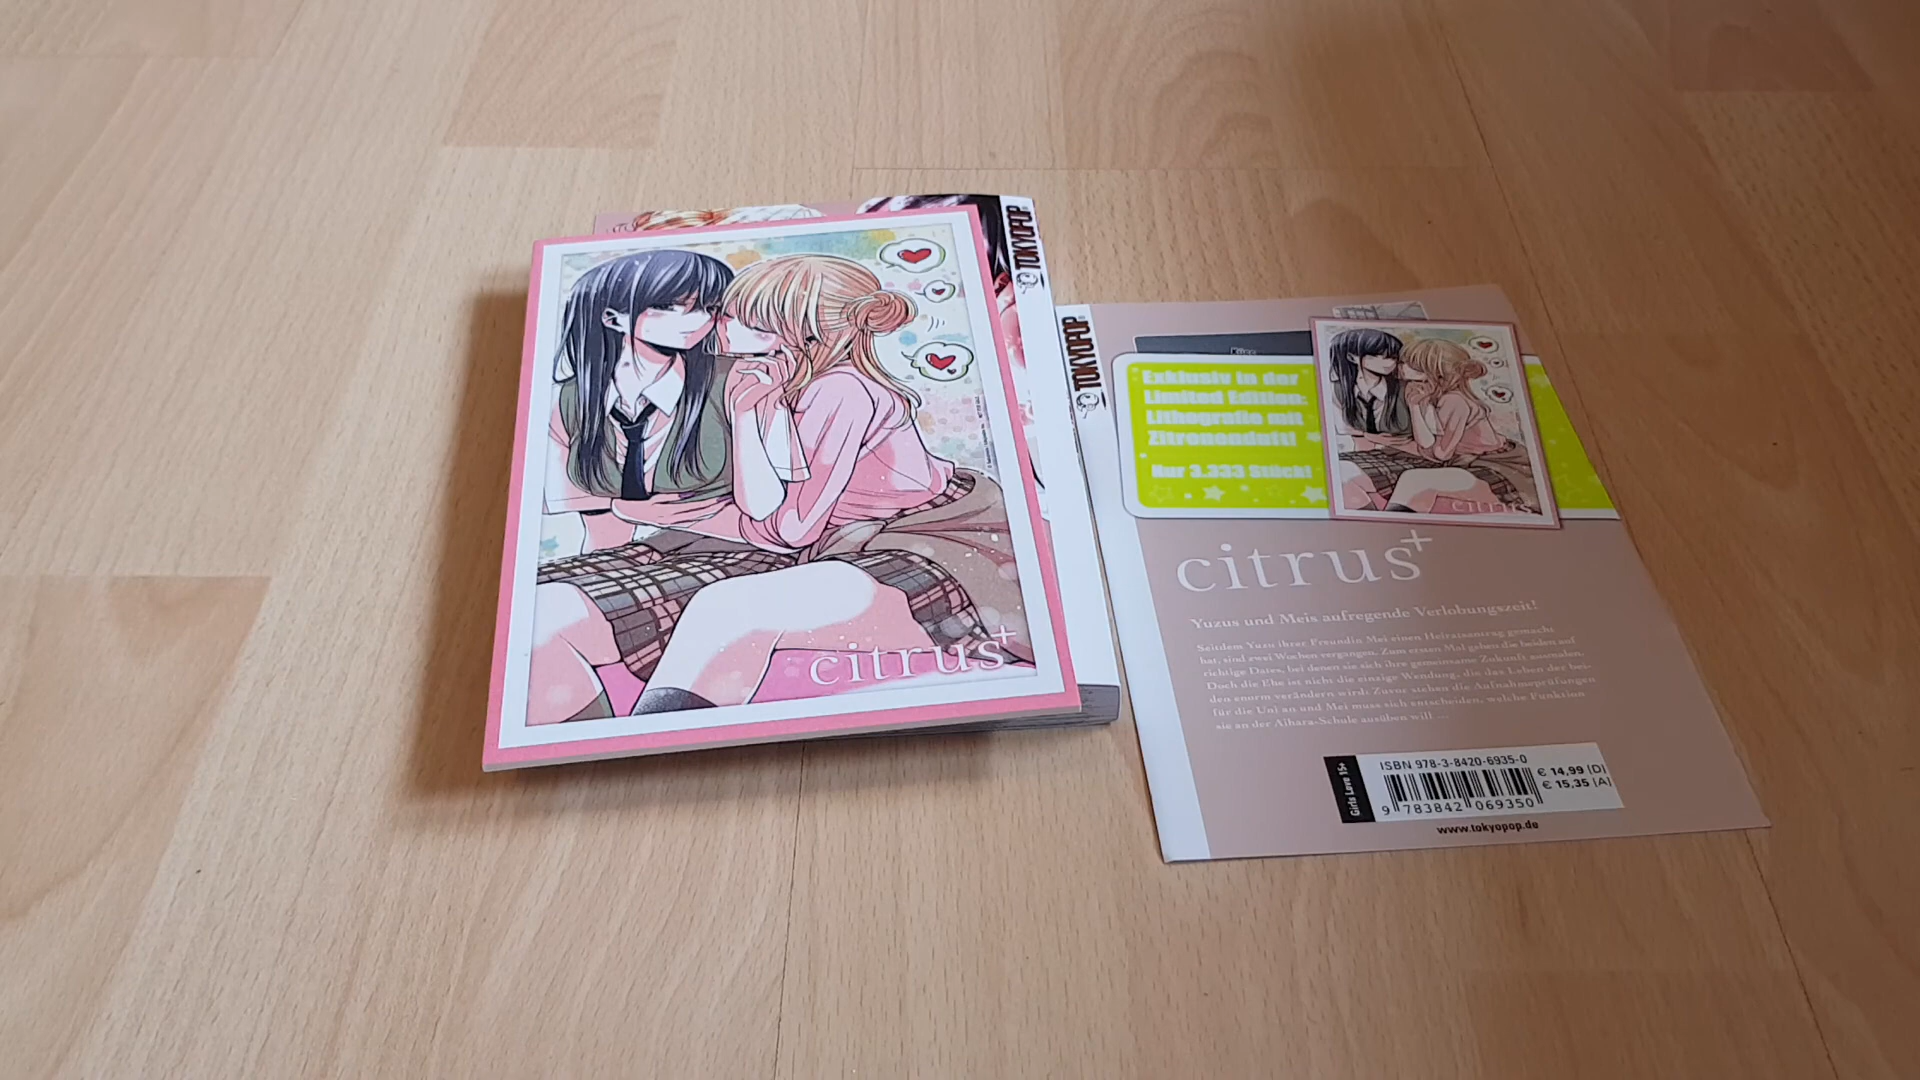 TOKYOPOP
citrus+
TOKYOPOP
Exklusiv in der
Limited Edition:
Lithografie mit
Zitronenduft!
Nur 3.333 Stück!
citrus
citrus+
Yuzus und Meis aufregende Verlobungszeit!
Seitdem Yuzu ihrer Freundin Mei einen Heiratsantrag gemacht
hat, sind zwei Wochen vergangen. Zum ersten Mal gehen die beiden auf
richtige Dates, bei denen sie sich ihre gemeinsame Zukunft ausmalen.
Doch die Ehe ist nicht die einzige Wendung, die das Leben der bei-
den enorm verändern wird: Zuvor stehen die Aufnahmeprüfungen
für die Uni an und Mei muss sich entscheiden, welche Funktion
sie an der Aihara-Schule ausüben will ...
Girls Love 15+
ISBN 978-3-8420-6935-0
€ 14,99 (D)
€ 15,35 (A)
9 783842 069350
www.tokyopop.de